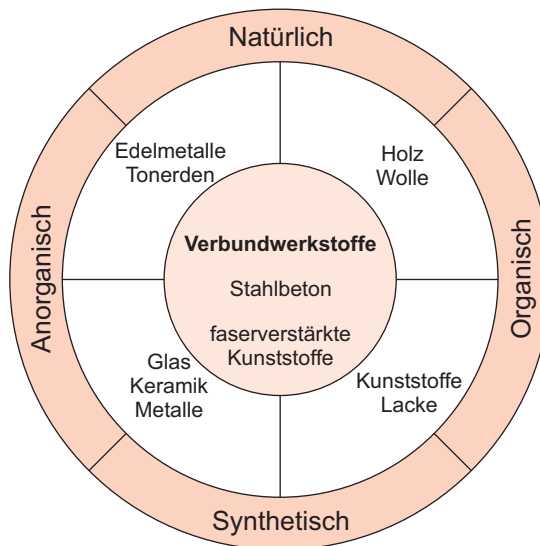 Natürlich
Edelmetalle
Tonerden
Holz
Wolle
Anorganisch
Organisch
Verbundwerkstoffe
Stahlbeton
faserverstärkte
Kunststoffe
Glas
Keramik
Metalle
Kunststoffe
Lacke
Synthetisch